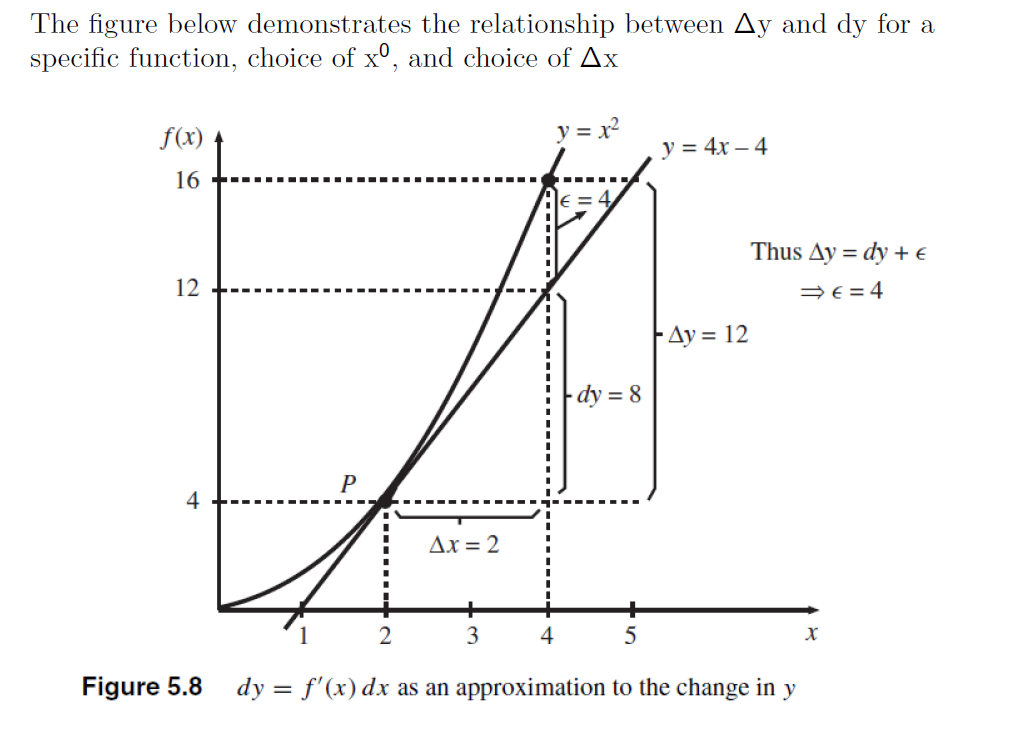 The figure below demonstrates the relationship between Δy and dy for a
specific function, choice of x⁰, and choice of Δx
f(x)
y = x²
y = 4x – 4
16
ϵ = 4
Thus Δy = dy + ϵ
12
⇒ ϵ = 4
Δy = 12
dy = 8
P
4
Δx = 2
1 2 3 4 5 x
Figure 5.8 dy = f′(x) dx as an approximation to the change in y